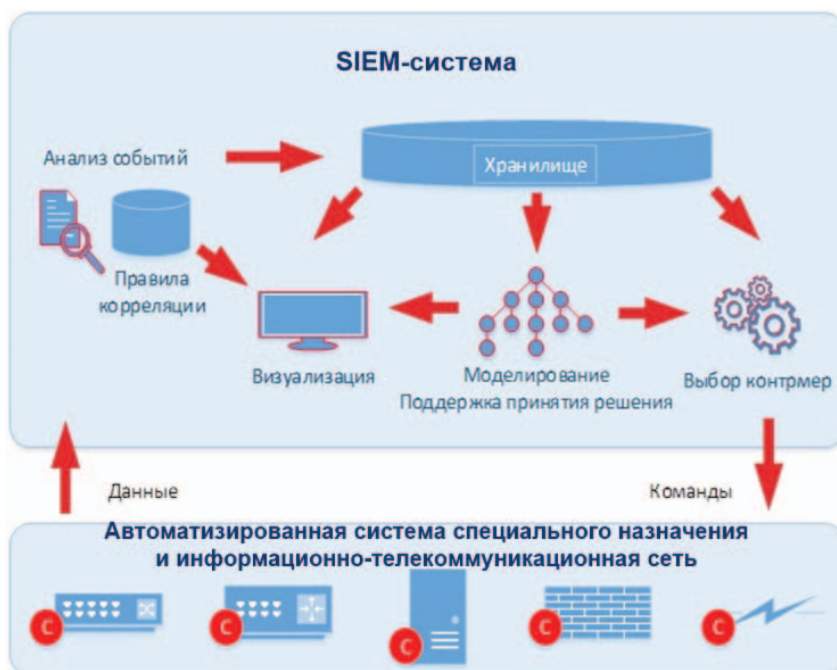 SIEM-система
Анализ событий
Хранилище
Правила
корреляции
Визуализация
Моделирование
Поддержка принятия решения
Выбор контрмер
Данные
Команды
Автоматизированная система специального назначения
и информационно-телекоммуникационная сеть
С
С
С
С
С